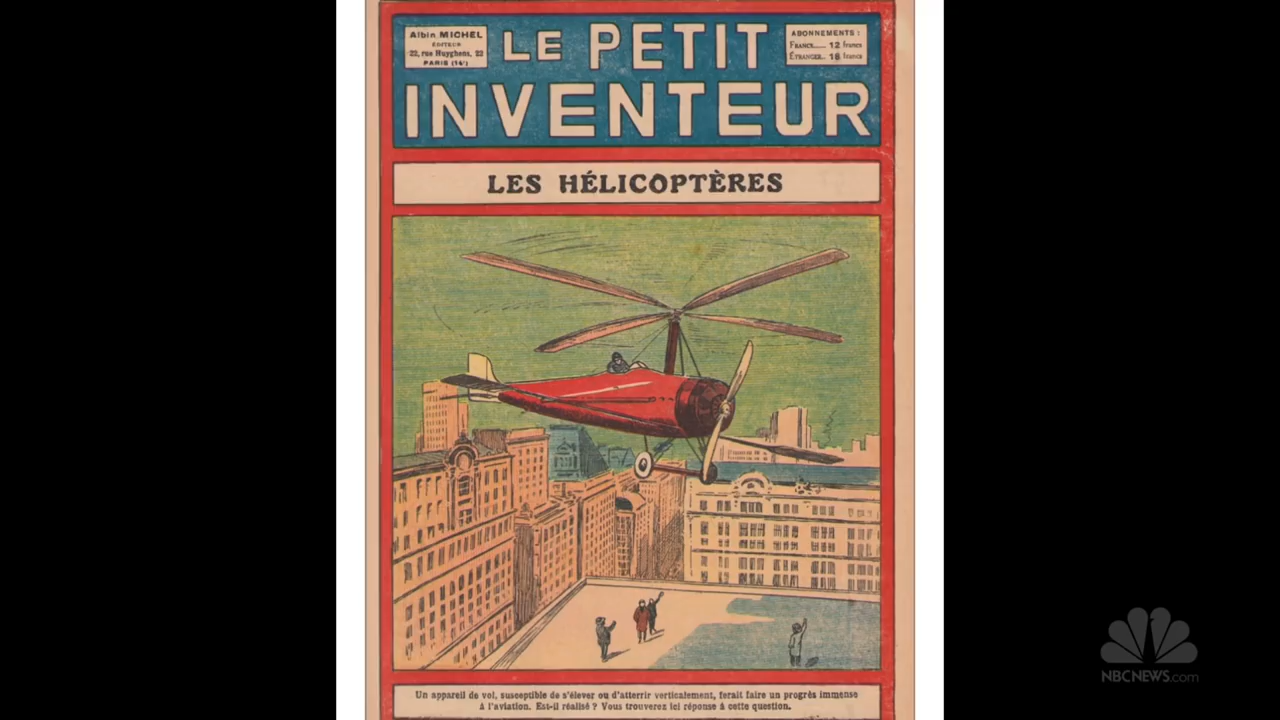 Albin MICHEL
ÉDITEUR
22, rue Huyghens, 22
PARIS (14ᵉ)
LE PETIT
INVENTEUR
ABONNEMENTS :
FRANCE..... 12 francs
ÉTRANGER.. 18 francs
LES HÉLICOPTÈRES
Un appareil de vol, susceptible de s'élever ou d'atterrir verticalement, ferait faire un progrès immense
à l'aviation. Est-il réalisé ? Vous trouverez ici réponse à cette question.
NBCNEWS.com